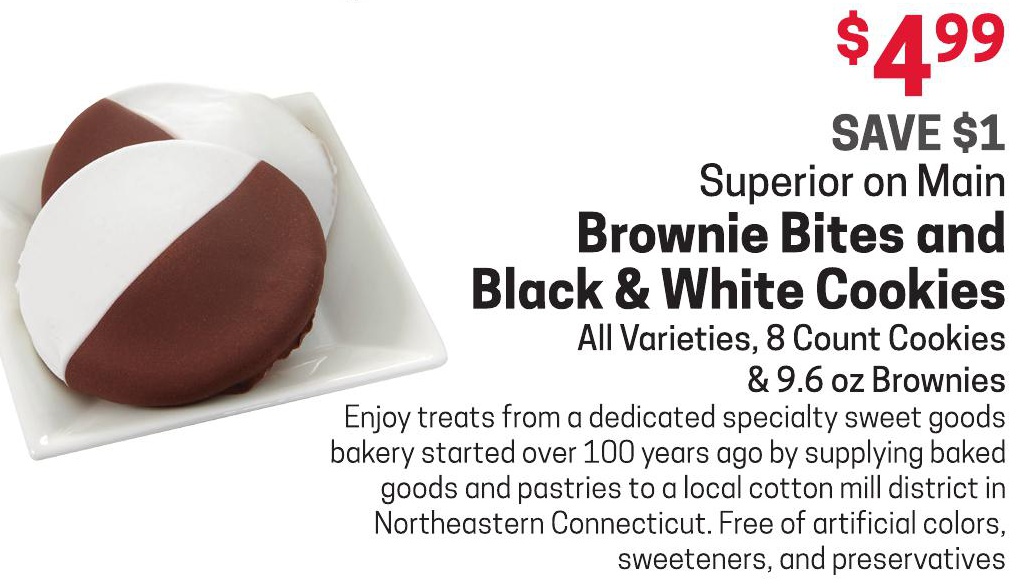 $4.99
SAVE $1
Superior on Main
Brownie Bites and
Black & White Cookies
All Varieties, 8 Count Cookies
& 9.6 oz Brownies
Enjoy treats from a dedicated specialty sweet goods
bakery started over 100 years ago by supplying baked
goods and pastries to a local cotton mill district in
Northeastern Connecticut. Free of artificial colors,
sweeteners, and preservatives